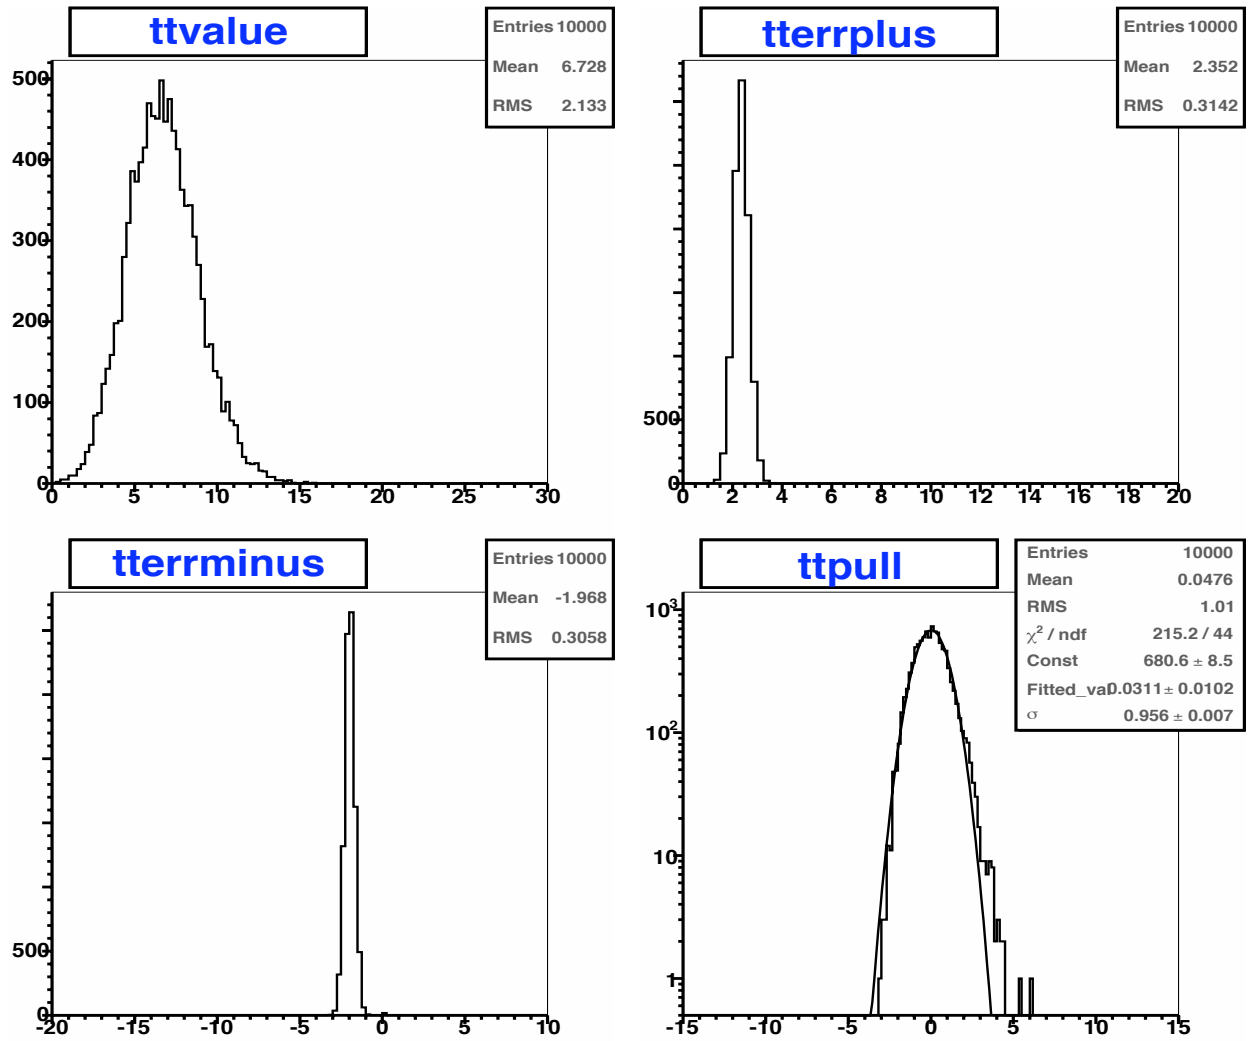 ttvalue
Entries 10000
Mean 6.728
RMS 2.133
500
400
300
200
100
0
0 5 10 15 20 25 30
tterrplus
Entries 10000
Mean 2.352
RMS 0.3142
500
0
0 2 4 6 8 10 12 14 16 18 20
tterrminus
Entries 10000
Mean -1.968
RMS 0.3058
500
0
-20 -15 -10 -5 0 5 10
ttpull
Entries 10000
Mean 0.0476
RMS 1.01
χ² / ndf 215.2 / 44
Const 680.6 ± 8.5
Fitted_val 0.0311 ± 0.0102
σ 0.956 ± 0.007
10³
10²
10
1
-15 -10 -5 0 5 10 15